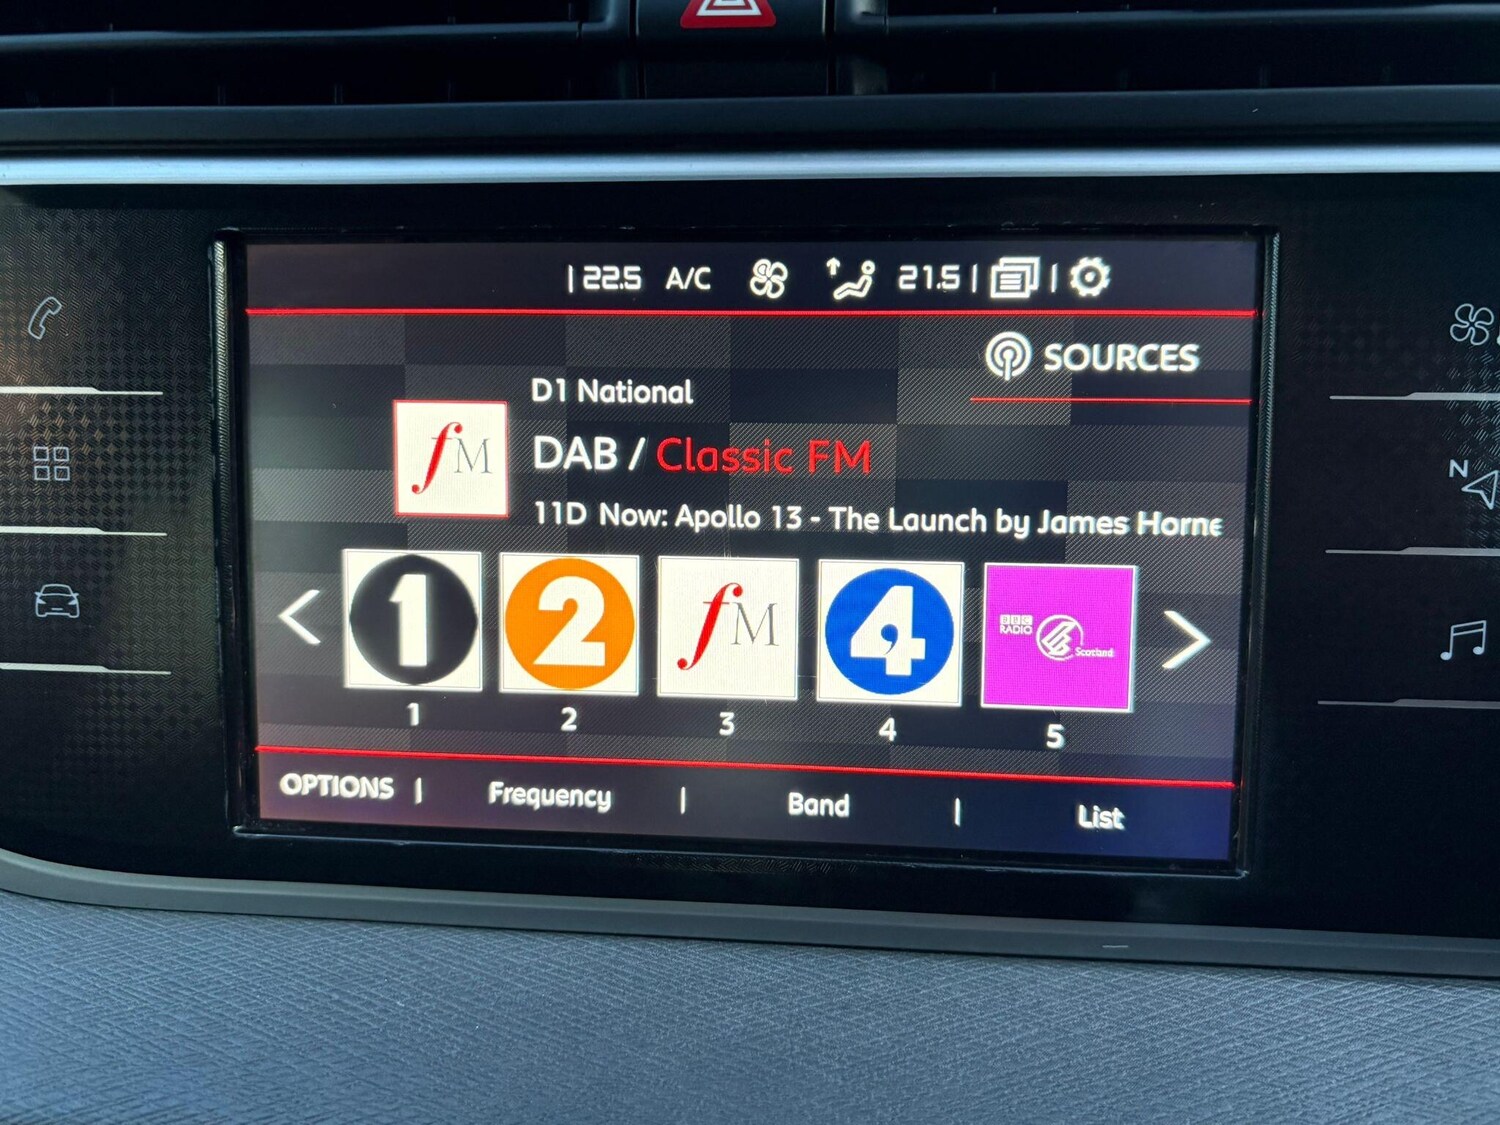 22.5 A/C 21.5
SOURCES
D1 National
DAB / Classic FM
fM
11D Now: Apollo 13 - The Launch by James Horne
1 2 fM 4 BBC RADIO Scotland
1 2 3 4 5
OPTIONS Frequency Band List
N